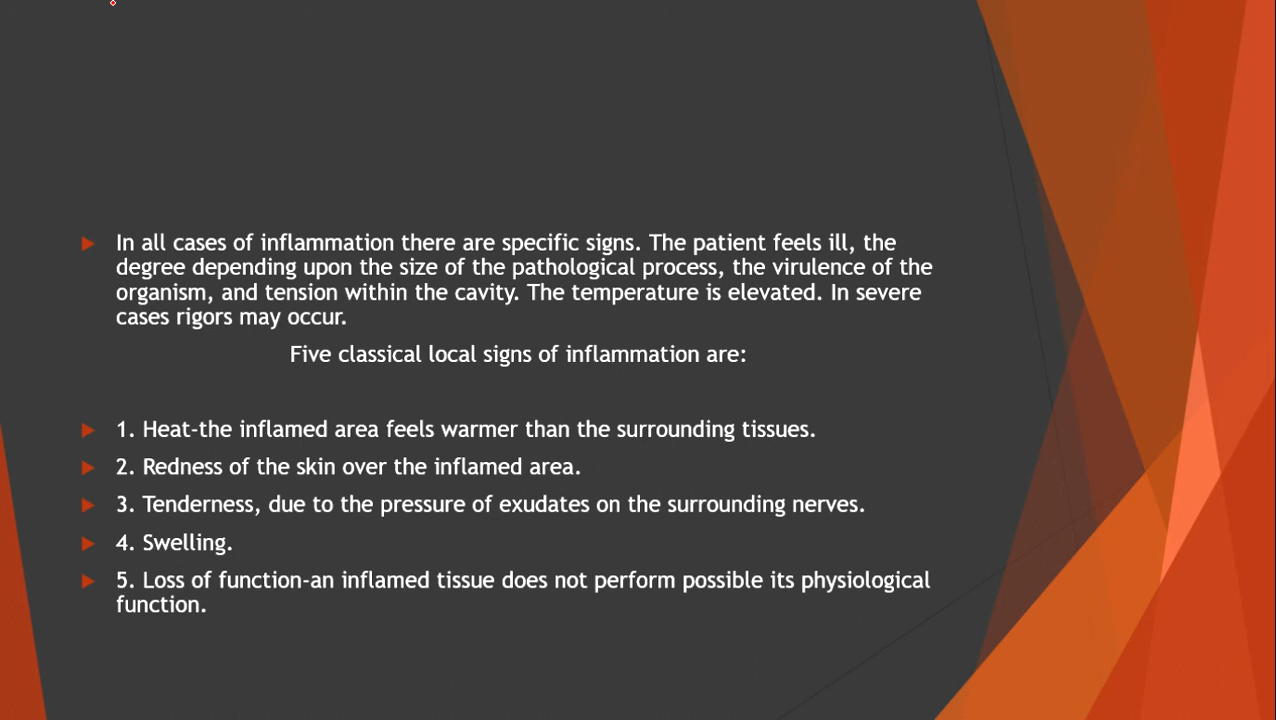 In all cases of inflammation there are specific signs. The patient feels ill, the
degree depending upon the size of the pathological process, the virulence of the
organism, and tension within the cavity. The temperature is elevated. In severe
cases rigors may occur.
Five classical local signs of inflammation are:
1. Heat-the inflamed area feels warmer than the surrounding tissues.
2. Redness of the skin over the inflamed area.
3. Tenderness, due to the pressure of exudates on the surrounding nerves.
4. Swelling.
5. Loss of function-an inflamed tissue does not perform possible its physiological
function.